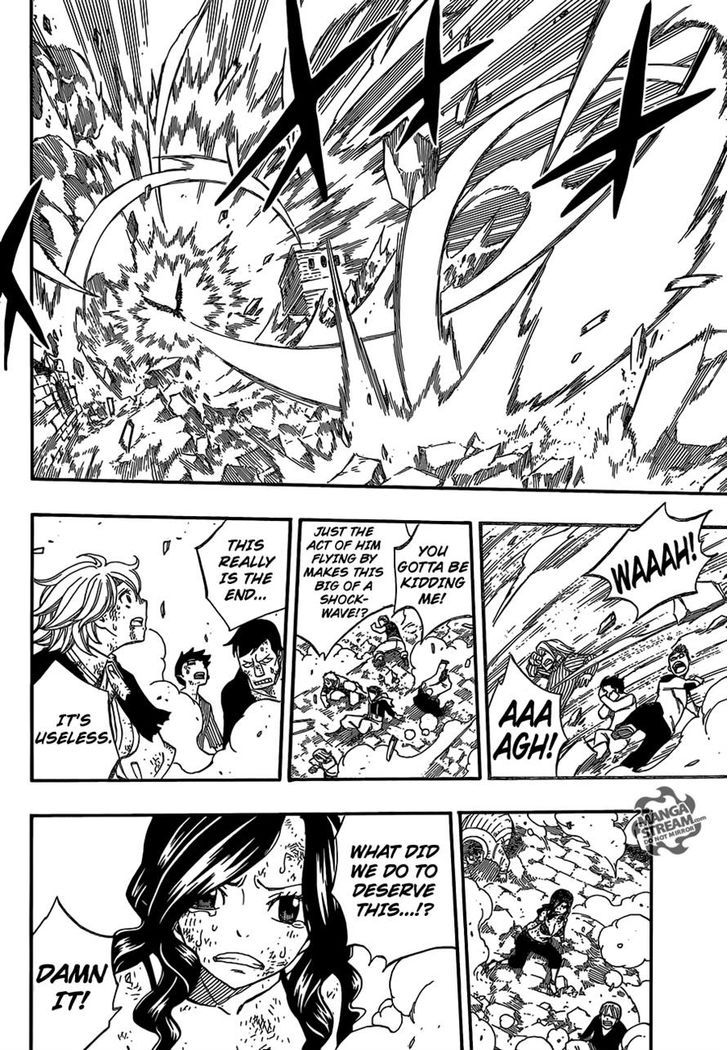 WAAAH!
AAA
AGH!
YOU
GOTTA BE
KIDDING
ME!
JUST THE
ACT OF HIM
FLYING BY
MAKES THIS
BIG OF A
SHOCK-
WAVE!?
THIS
REALLY
IS THE
END...
IT'S
USELESS.
MANGA
STREAM.com
DO NOT MIRROR
WHAT DID
WE DO TO
DESERVE
THIS...!?
DAMN
IT!